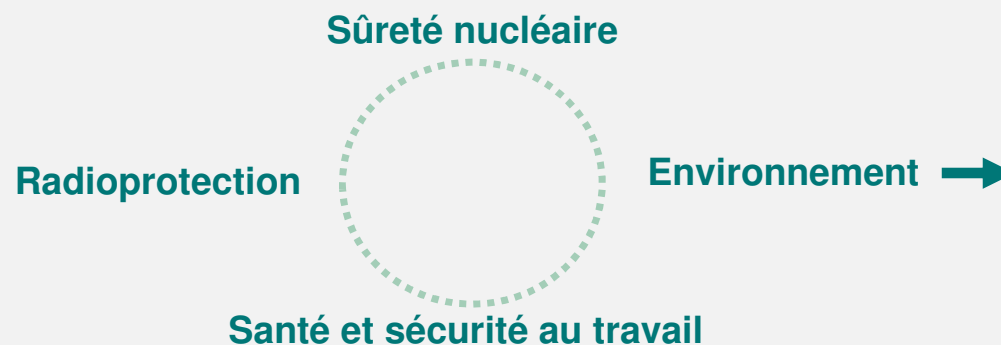 Sûreté nucléaire
Radioprotection
Environnement
Santé et sécurité au travail